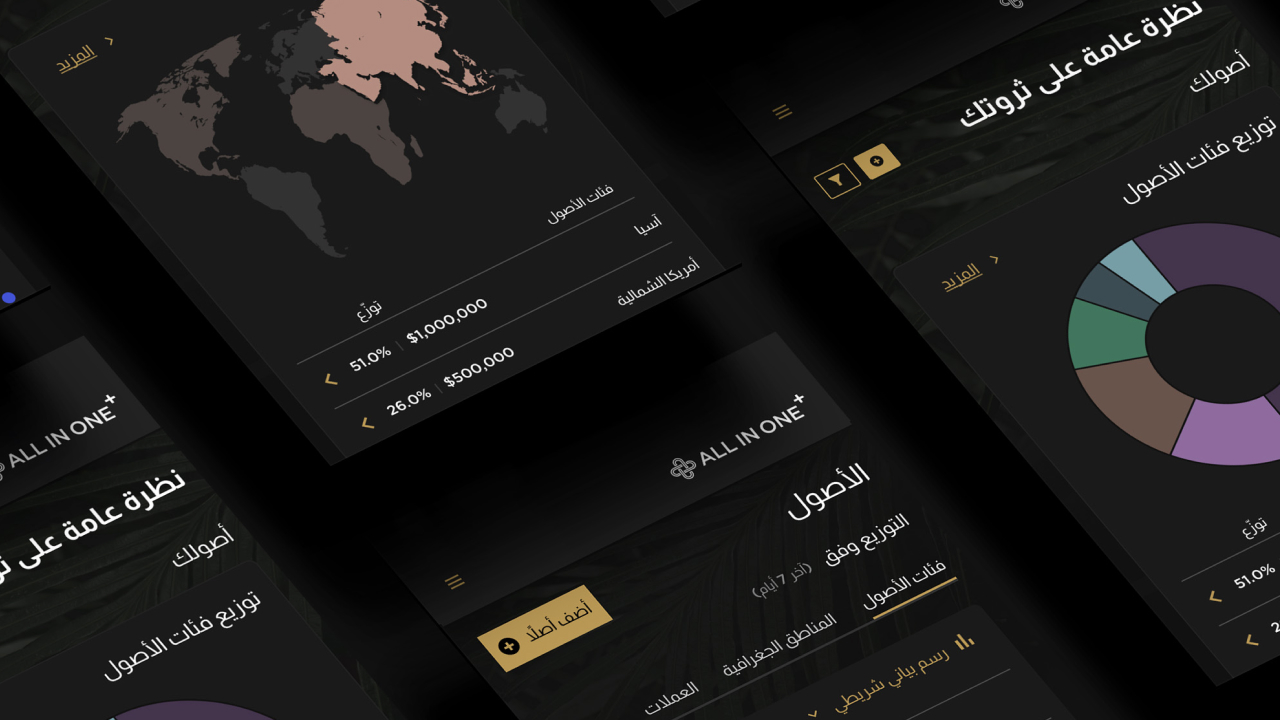 المزيد
فئات الأصول
توزّع
آسيا
$1,000,000 | 51.0%
أمريكا الشمالية
$500,000 | 26.0%
نظرة عامة على ثروتك
أصولك
توزيع فئات الأصول
المزيد
توزّع
51.0%
ALL IN ONE+
نظرة عامة على
أصولك
توزيع فئات الأصول
ALL IN ONE+
الأصول
أضف أصلًا
التوزيع وفق (آخر 7 أيام)
فئات الأصول
المناطق الجغرافية
العملات
رسم بياني شريطي